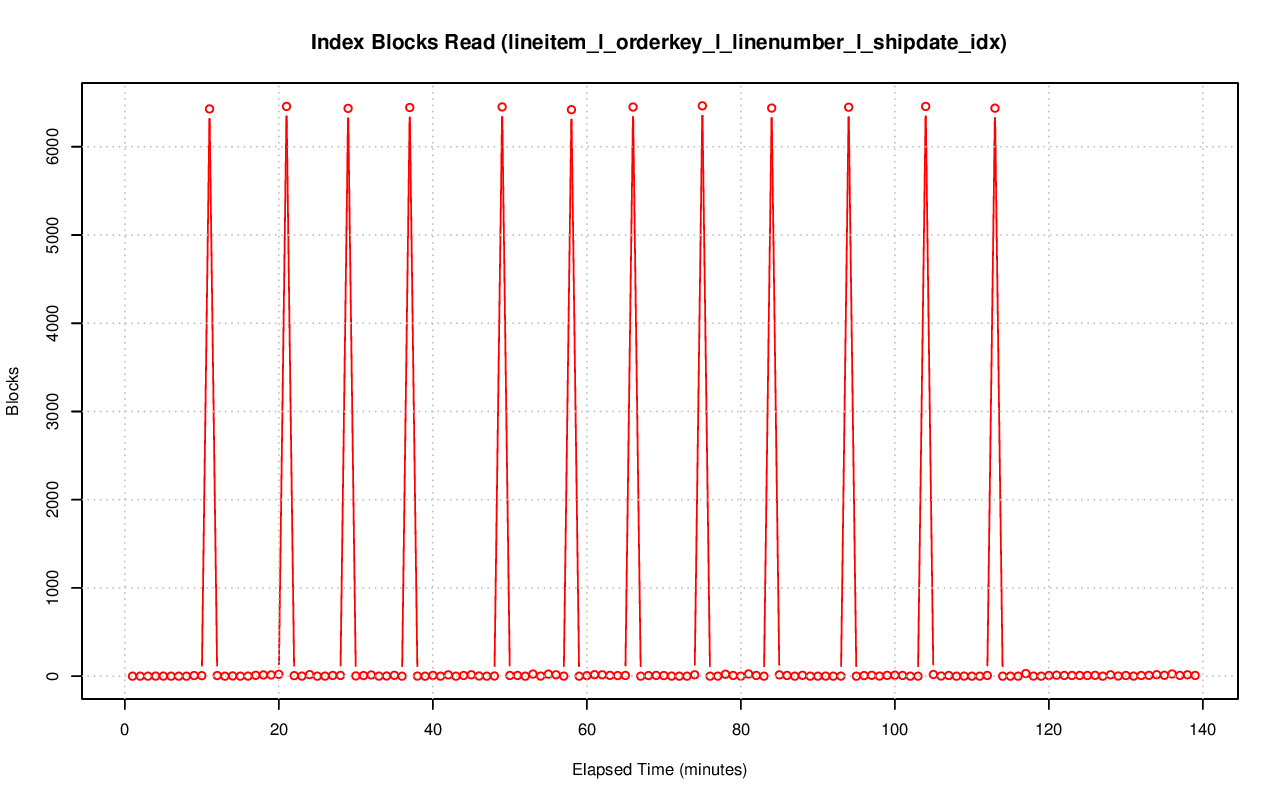 Index Blocks Read (lineitem_l_orderkey_l_linenumber_l_shipdate_idx)
6000
5000
4000
3000
2000
1000
0
Blocks
0 20 40 60 80 100 120 140
Elapsed Time (minutes)